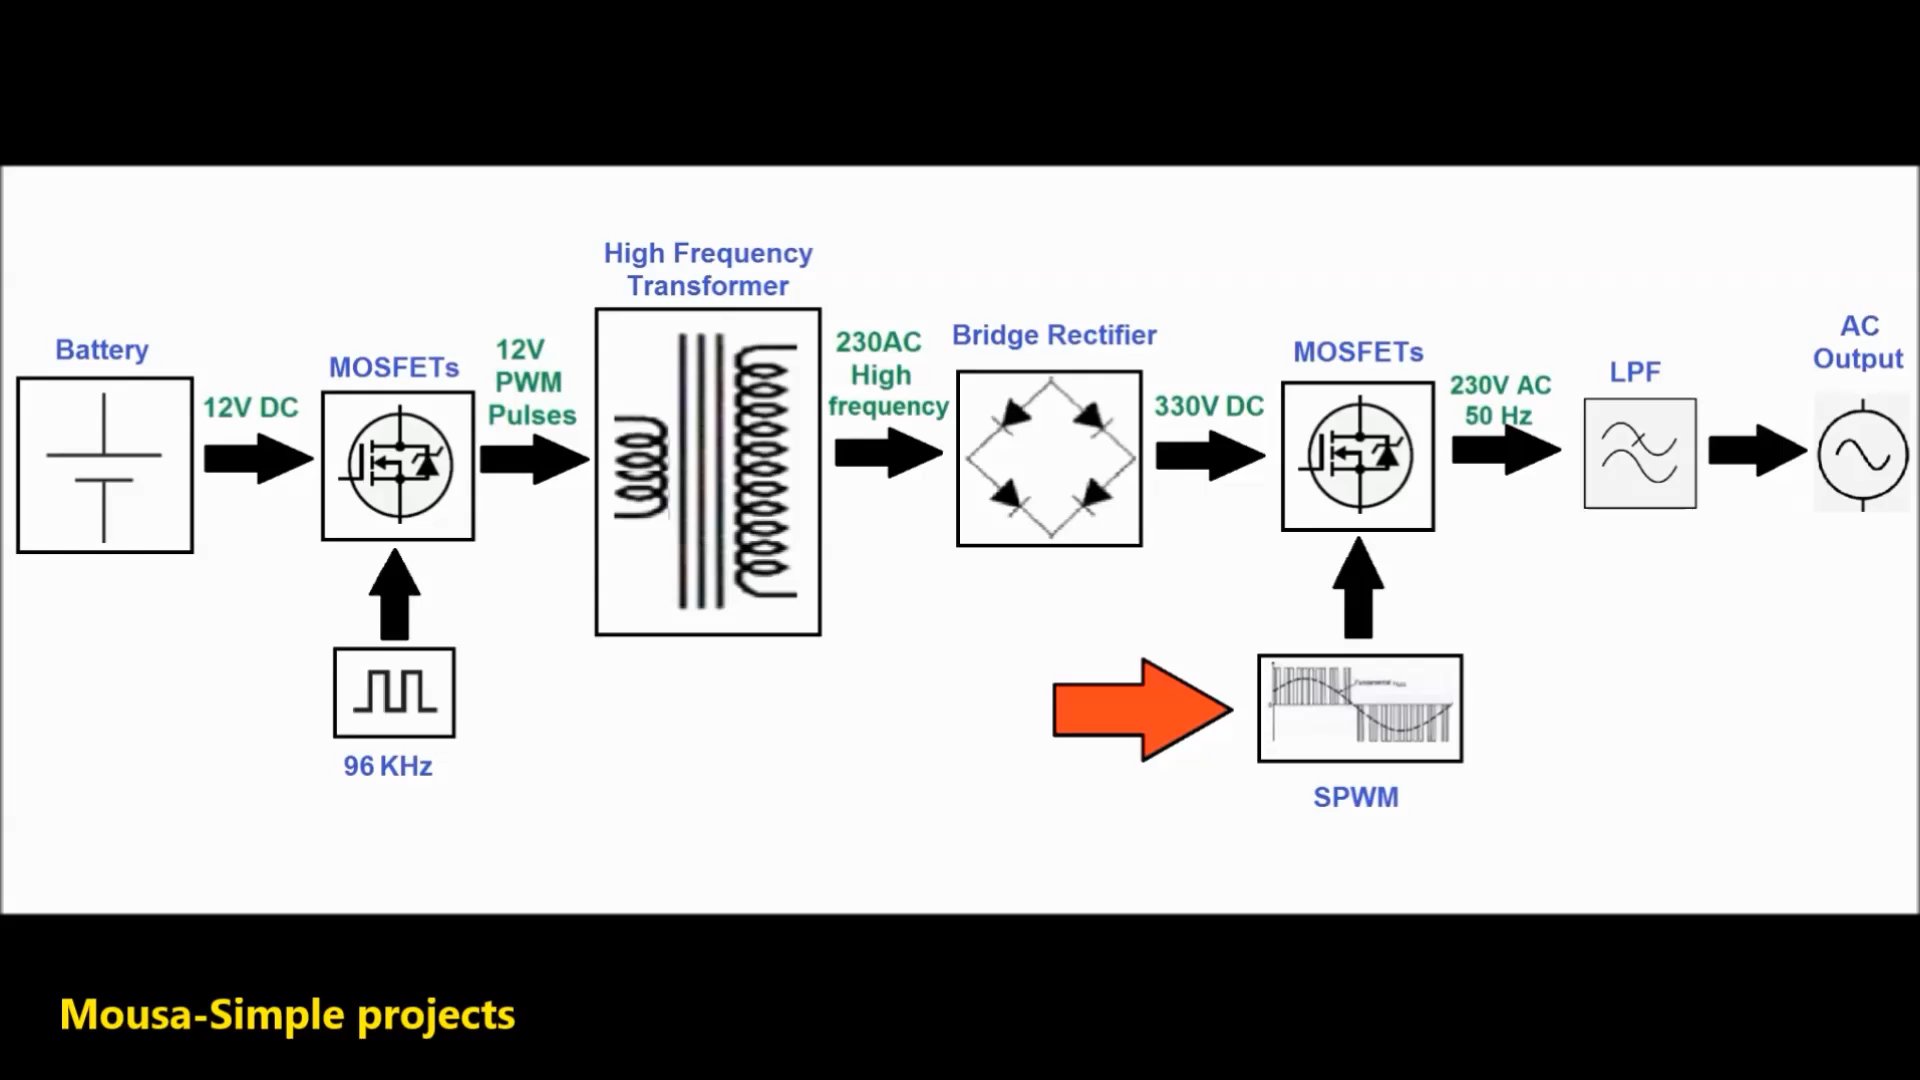 High Frequency
Transformer
Battery
12V DC
MOSFETs
12V
PWM
Pulses
230AC
High
frequency
Bridge Rectifier
330V DC
MOSFETs
230V AC
50 Hz
LPF
AC
Output
96 KHz
SPWM
Mousa-Simple projects